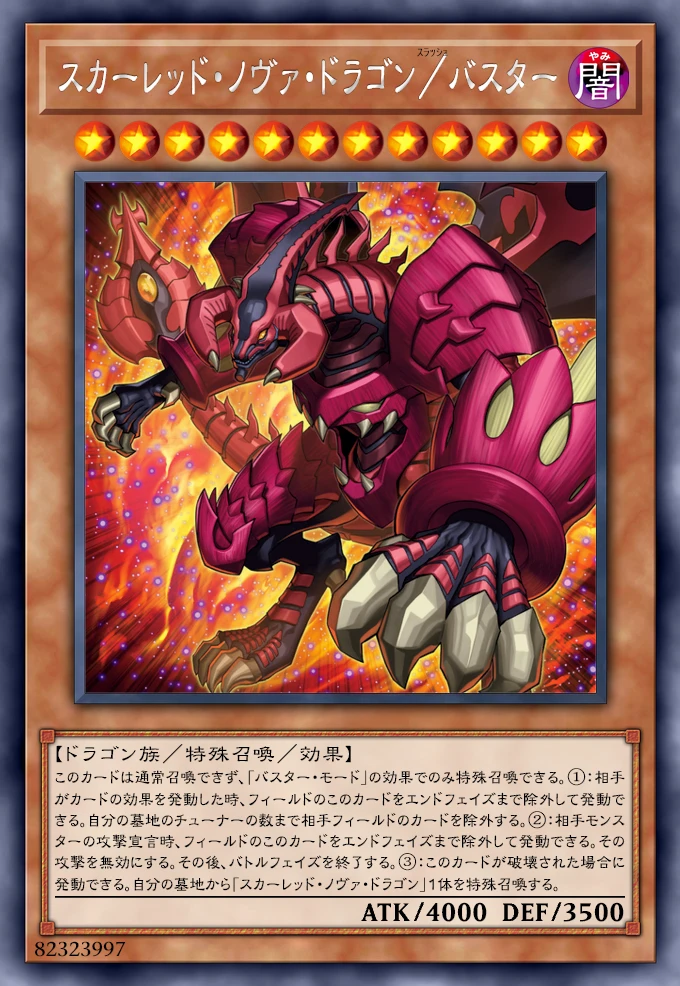 スラッシュ
スカーレッド・ノヴァ・ドラゴン／バスター
やみ
闇
【ドラゴン族／特殊召喚／効果】
このカードは通常召喚できず、「バスター・モード」の効果でのみ特殊召喚できる。①：相手
がカードの効果を発動した時、フィールドのこのカードをエンドフェイズまで除外して発動で
きる。自分の墓地のチューナーの数まで相手フィールドのカードを除外する。②：相手モンス
ターの攻撃宣言時、フィールドのこのカードをエンドフェイズまで除外して発動できる。その
攻撃を無効にする。その後、バトルフェイズを終了する。③：このカードが破壊された場合に
発動できる。自分の墓地から「スカーレッド・ノヴァ・ドラゴン」1体を特殊召喚する。
ATK/4000 DEF/3500
82323997